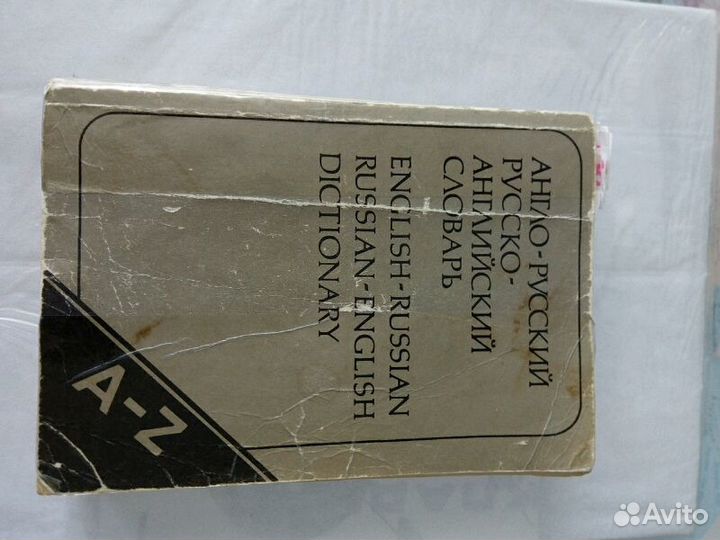 АНГЛО-РУССКИЙ
РУССКО-
АНГЛИЙСКИЙ
СЛОВАРЬ
ENGLISH-RUSSIAN
RUSSIAN-ENGLISH
DICTIONARY
A-Z
Avito